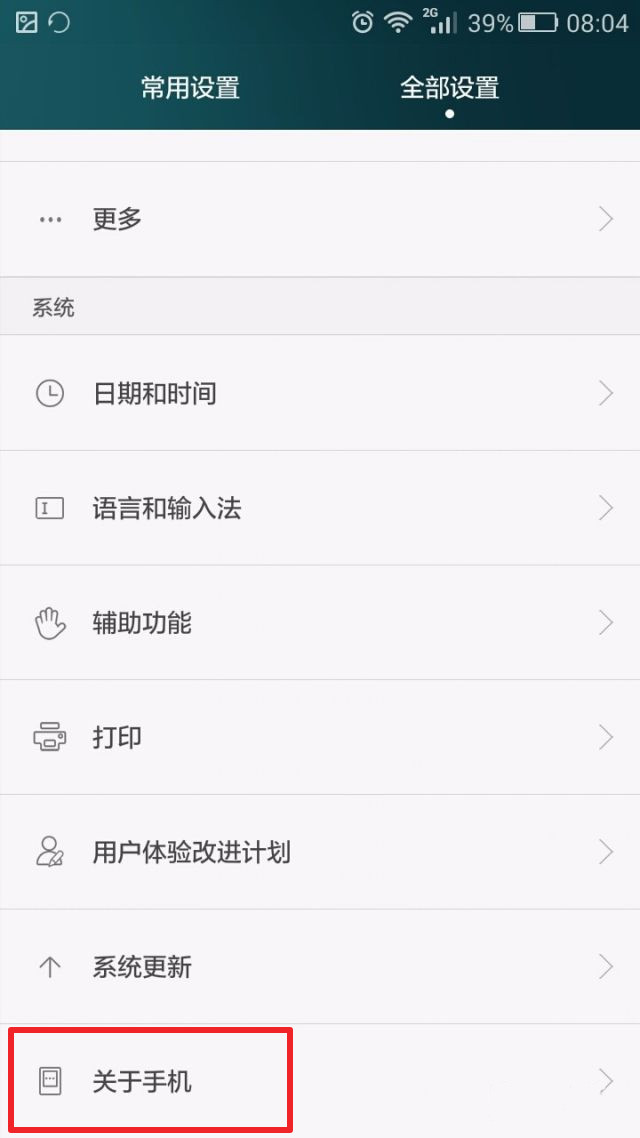 2G
39%
08:04
常用设置
全部设置
更多
系统
日期和时间
语言和输入法
辅助功能
打印
用户体验改进计划
系统更新
关于手机